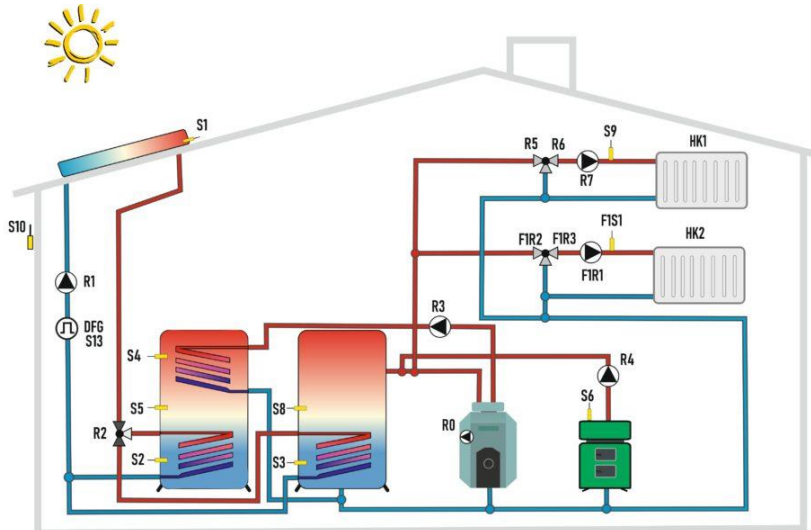 S1
S10
R1
DFG
S13
R5
R6
S9
HK1
R7
F1R2
F1R3
F1S1
HK2
F1R1
R3
S4
R4
S5
S8
S6
R2
R0
S2
S3